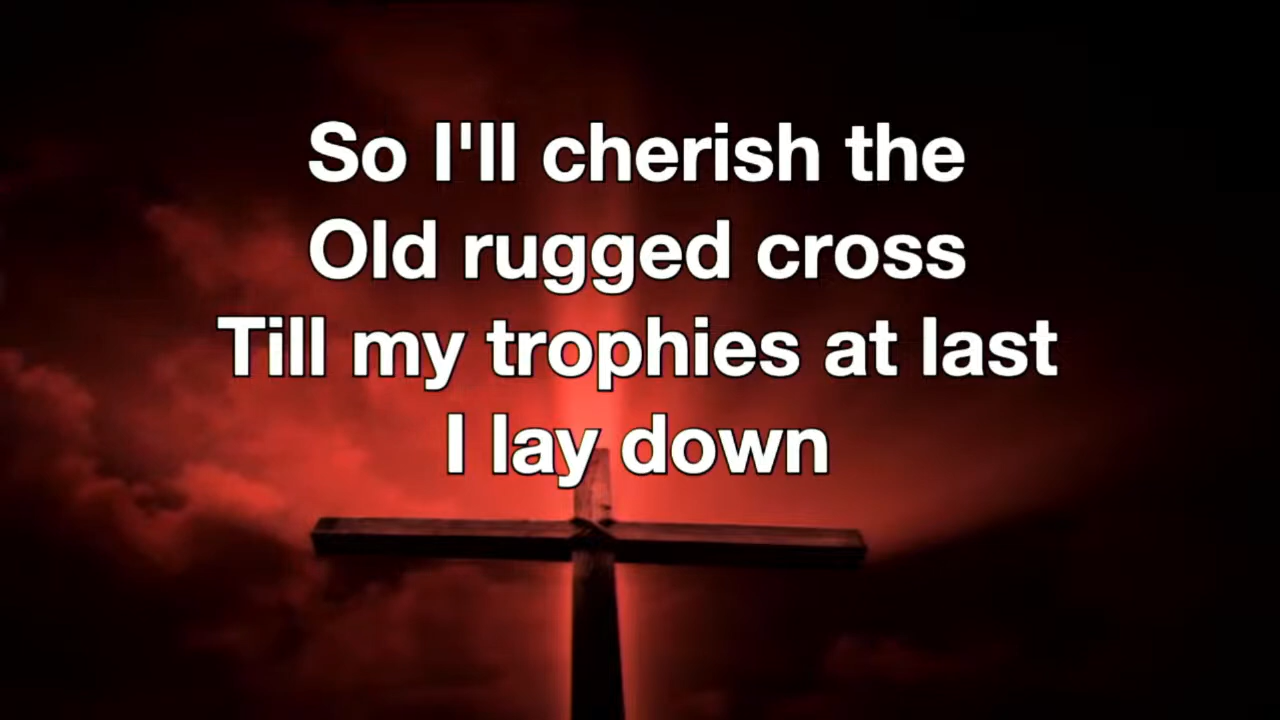 So I'll cherish the
Old rugged cross
Till my trophies at last
I lay down